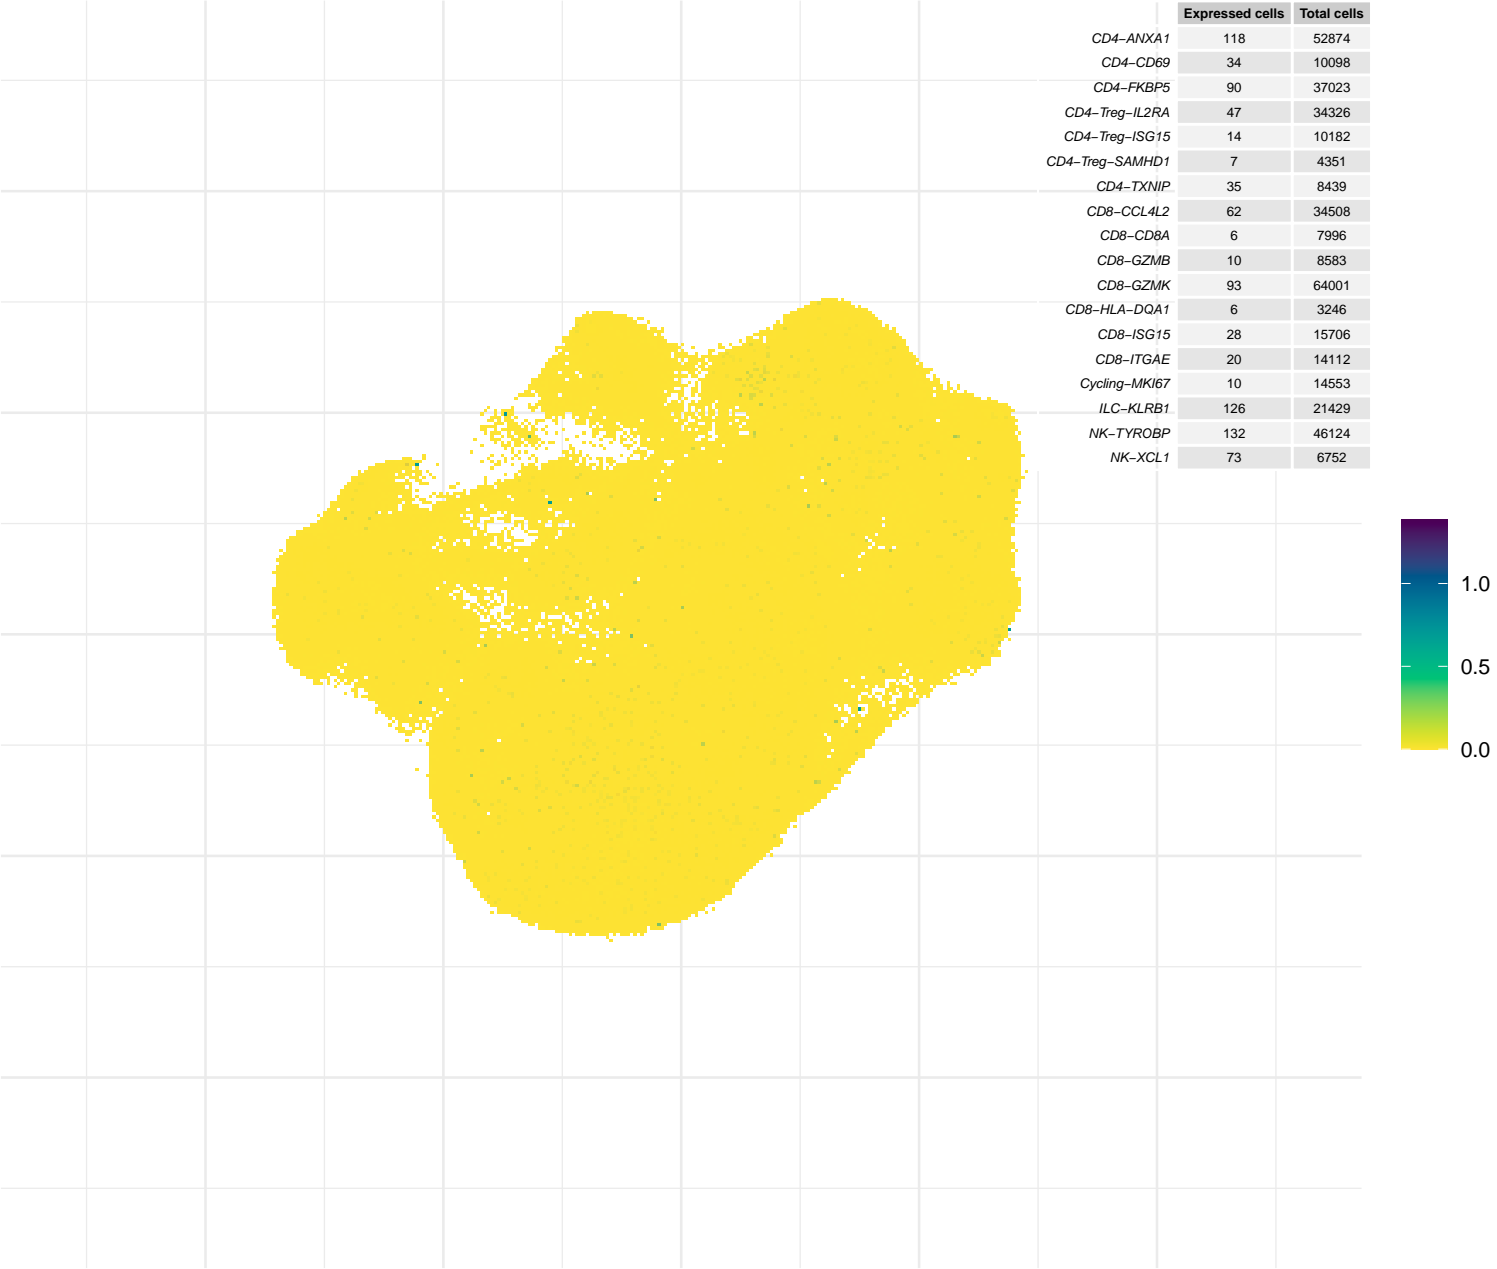 Expressed cells Total cells
CD4−ANXA1 118 52874
CD4−CD69 34 10098
CD4−FKBP5 90 37023
CD4−Treg−IL2RA 47 34326
CD4−Treg−ISG15 14 10182
CD4−Treg−SAMHD1 7 4351
CD4−TXNIP 35 8439
CD8−CCL4L2 62 34508
CD8−CD8A 6 7996
CD8−GZMB 10 8583
CD8−GZMK 93 64001
CD8−HLA−DQA1 6 3246
CD8−ISG15 28 15706
CD8−ITGAE 20 14112
Cycling−MKI67 10 14553
ILC−KLRB1 126 21429
NK−TYROBP 132 46124
NK−XCL1 73 6752
1.0
0.5
0.0